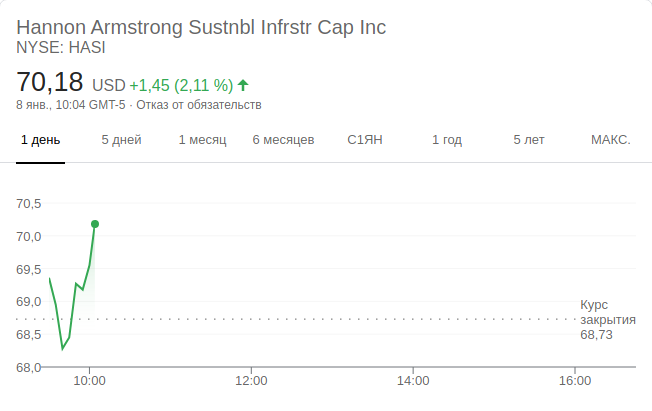 Hannon Armstrong Sustnbl Infrstr Cap Inc
NYSE: HASI
70,18 USD +1,45 (2,11 %)
8 янв., 10:04 GMT-5 · Отказ от обязательств
1 день 5 дней 1 месяц 6 месяцев С1ЯН 1 год 5 лет МАКС.
70,5
70,0
69,5
69,0
68,5
68,0
Курс
закрытия
68,73
10:00 12:00 14:00 16:00